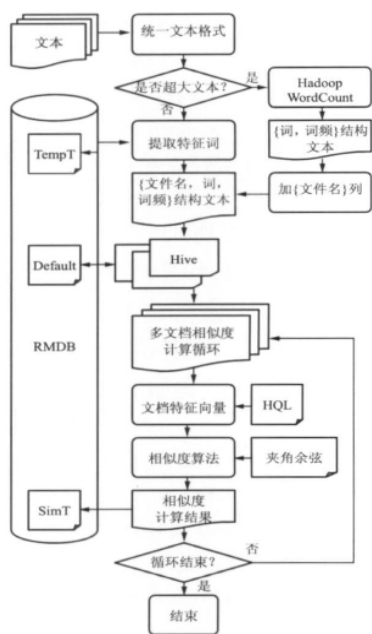 文本
统一文本格式
是否超大文本?
是
否
Hadoop
WordCount
TempT
提取特征词
{词, 词频}结构
文本
{文件名, 词,
词频}结构文本
加{文件名}列
Default
Hive
RMDB
多文档相似度
计算循环
文档特征向量
HQL
相似度算法
夹角余弦
SimT
相似度
计算结果
循环结束?
否
是
结束